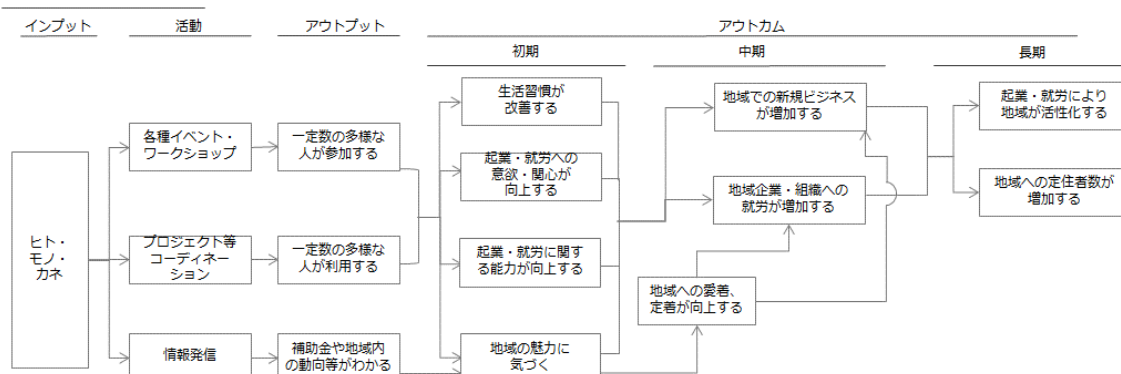 インプット
活動
アウトプット
アウトカム
初期
中期
長期
ヒト・
モノ・
カネ
各種イベント・
ワークショップ
プロジェクト等
コーディネー
ション
情報発信
一定数の多様な
人が参加する
一定数の多様な
人が利用する
補助金や地域内
の動向等がわかる
生活習慣が
改善する
起業・就労への
意欲・関心が
向上する
起業・就労に関す
る能力が向上する
地域の魅力に
気づく
地域での新規ビジネス
が増加する
地域企業・組織への
就労が増加する
地域への愛着、
定着が向上する
起業・就労により
地域が活性化する
地域への定住者数が
増加する